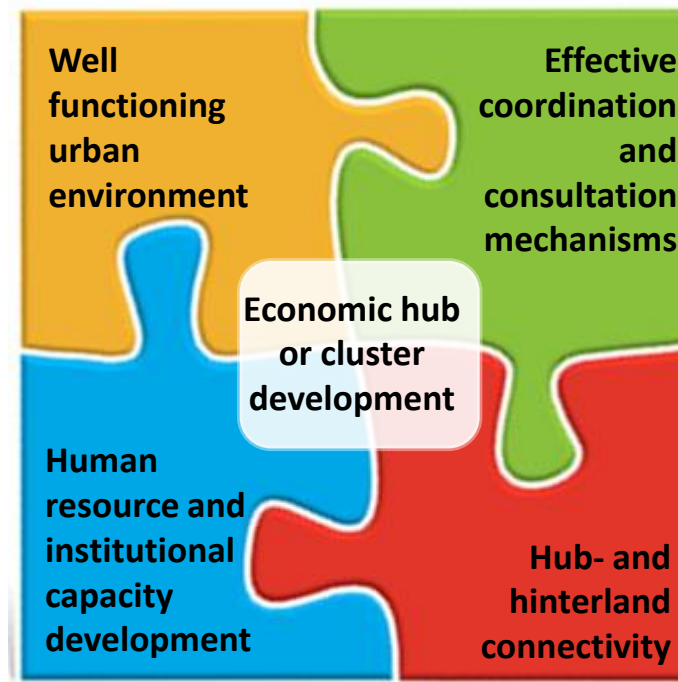 Well
functioning
urban
environment
Effective
coordination
and
consultation
mechanisms
Economic hub
or cluster
development
Human
resource and
institutional
capacity
development
Hub- and
hinterland
connectivity